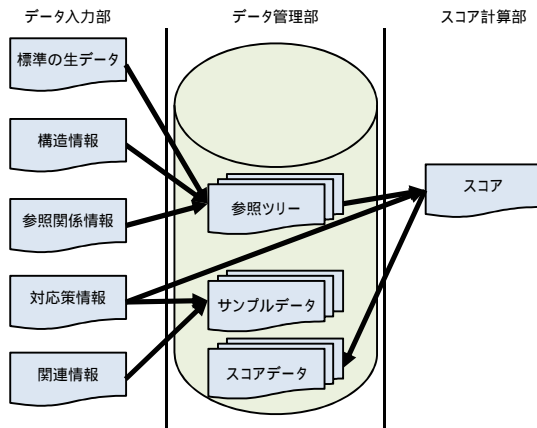 データ入力部
データ管理部
スコア計算部
標準の生データ
構造情報
参照関係情報
対応策情報
関連情報
参照ツリー
サンプルデータ
スコアデータ
スコア